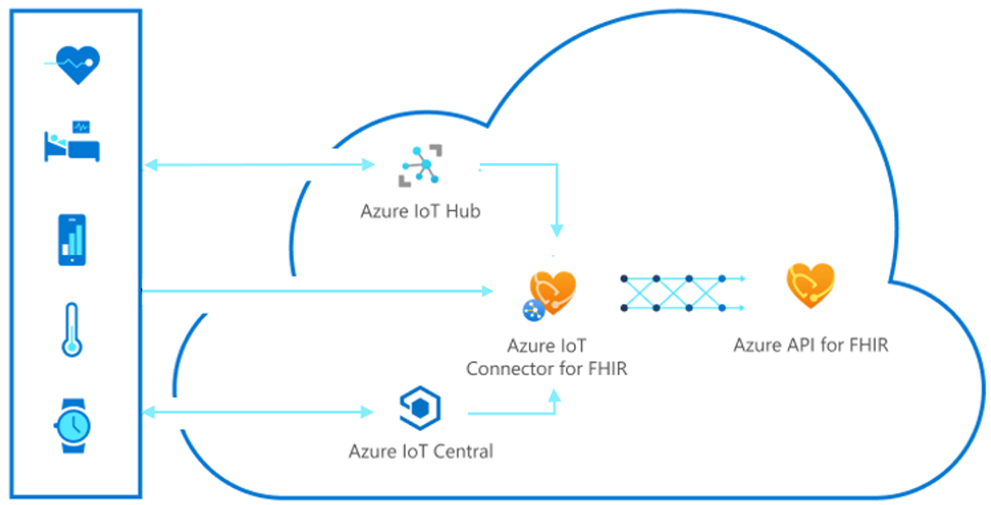 Azure IoT Hub
Azure IoT
Connector for FHIR
Azure API for FHIR
Azure IoT Central